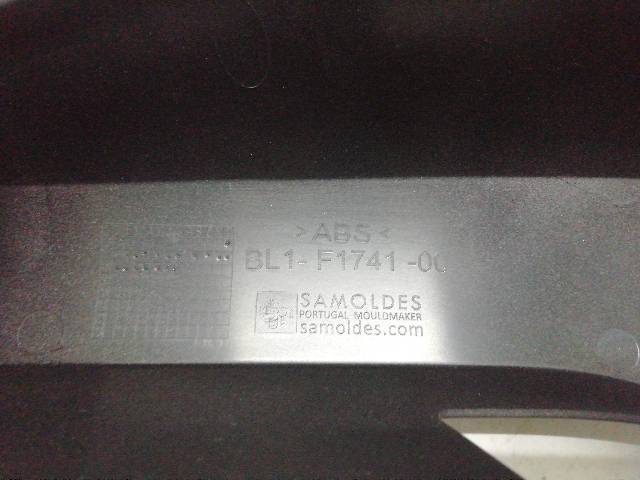 >ABS<
BL1-F1741-00
SAMOLDES
PORTUGAL MOULDMAKER
samoldes.com